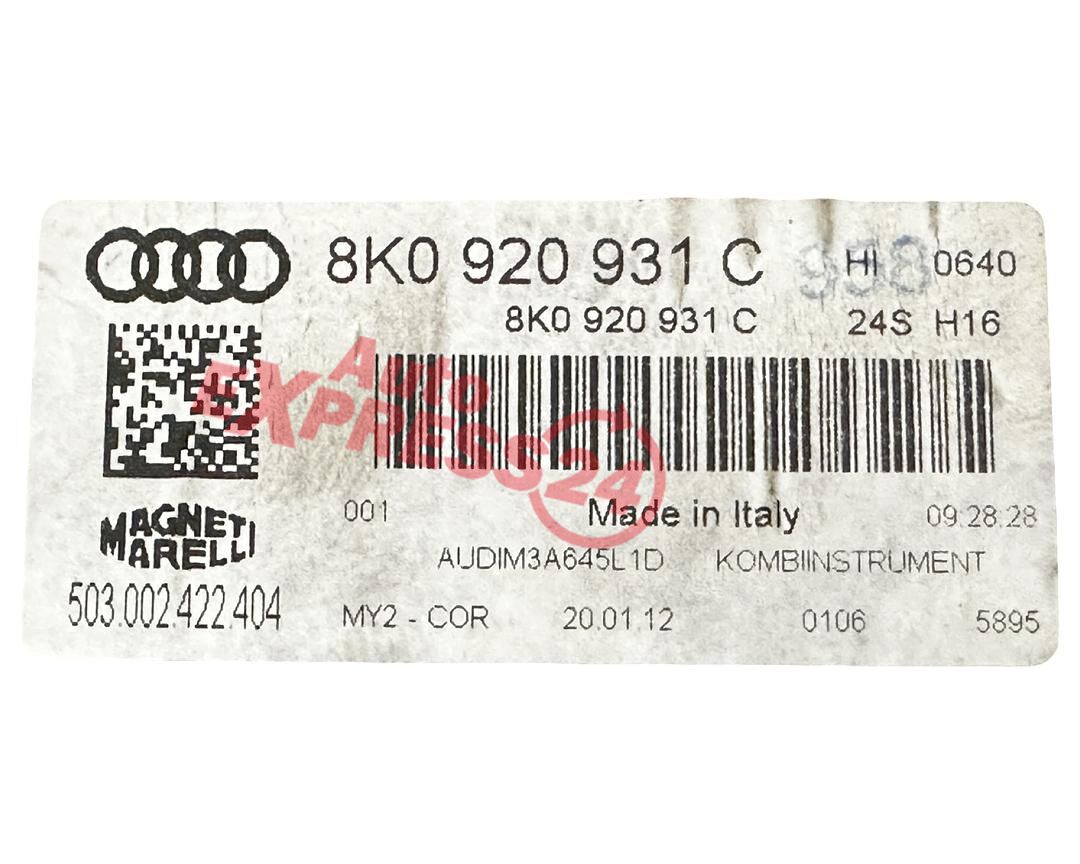 8K0 920 931 C 958 HI 0640
8K0 920 931 C 24S H16
Auto
EXPRESS24
MAGNETI
MARELLI
001 Made in Italy 09:28:28
AUDIM3A645L1D KOMBIINSTRUMENT
503.002.422.404
MY2 - COR 20.01.12 0106 5895